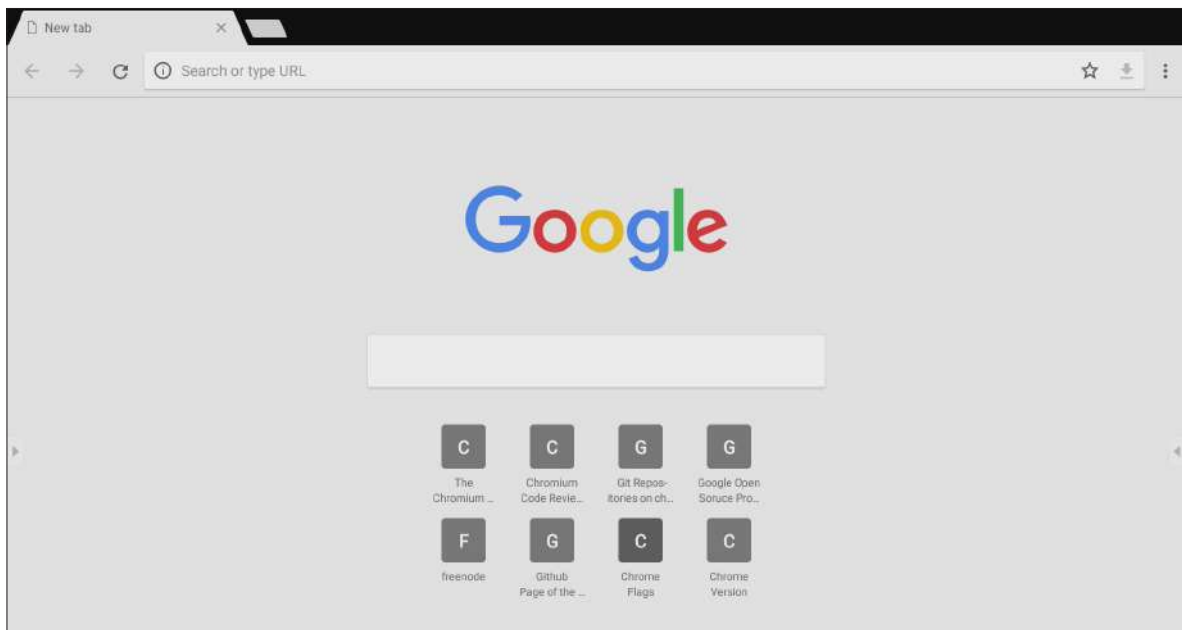 New tab
Search or type URL
Google
C C G G
The Chromium Git Repos- Google Open
Chromium ... Code Revie... itories on ch... Soruce Pro...
F G C C
freenode Github Chrome Chrome
Page of the ... Flags Version